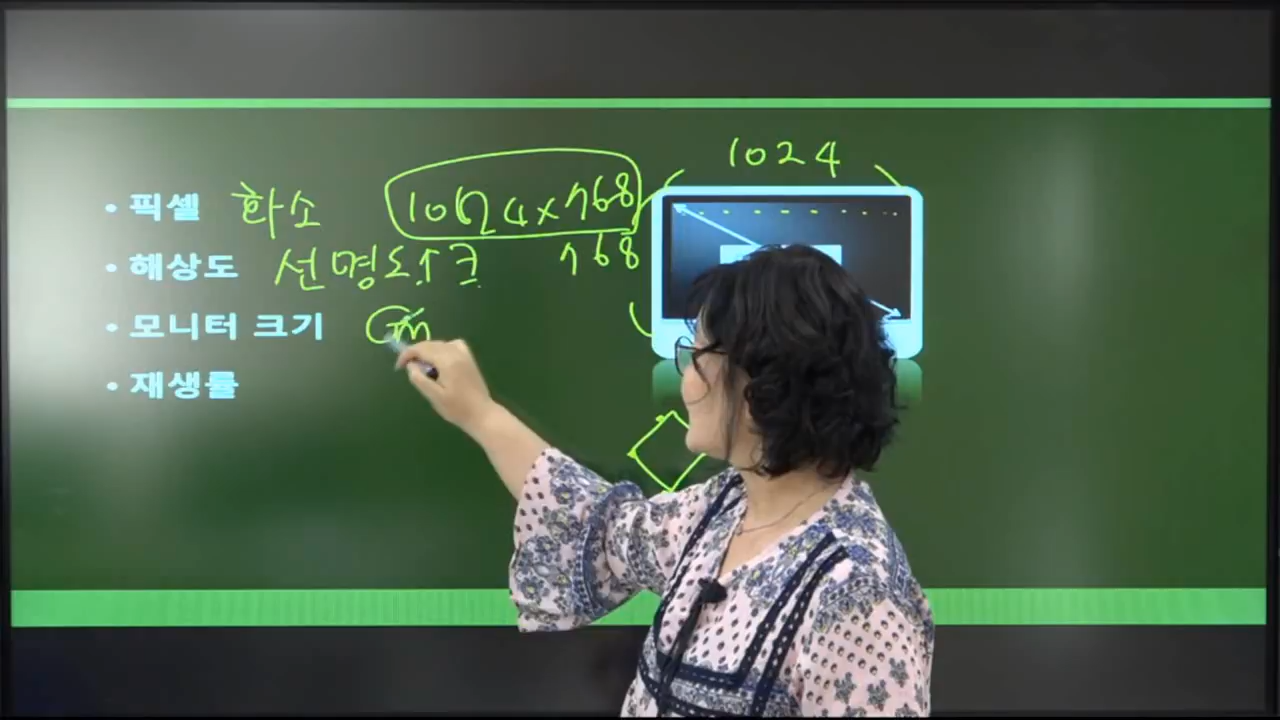 1024
• 픽셀 화소 1024×768
• 해상도 선명도↑ 크 768
• 모니터 크기 cm
• 재생률